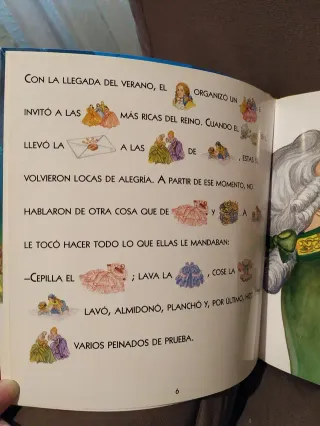 CON LA LLEGADA DEL VERANO, EL ORGANIZÓ UN
INVITÓ A LAS MÁS RICAS DEL REINO. CUANDO EL
LLEVÓ LA A LAS DE , ESTAS
VOLVIERON LOCAS DE ALEGRÍA. A PARTIR DE ESE MOMENTO, NO
HABLARON DE OTRA COSA QUE DE Y . A
LE TOCÓ HACER TODO LO QUE ELLAS LE MANDABAN:
–CEPILLA EL ; LAVA LA , COSE LA
LAVÓ, ALMIDONÓ, PLANCHÓ Y, POR ÚLTIMO,
VARIOS PEINADOS DE PRUEBA.
6